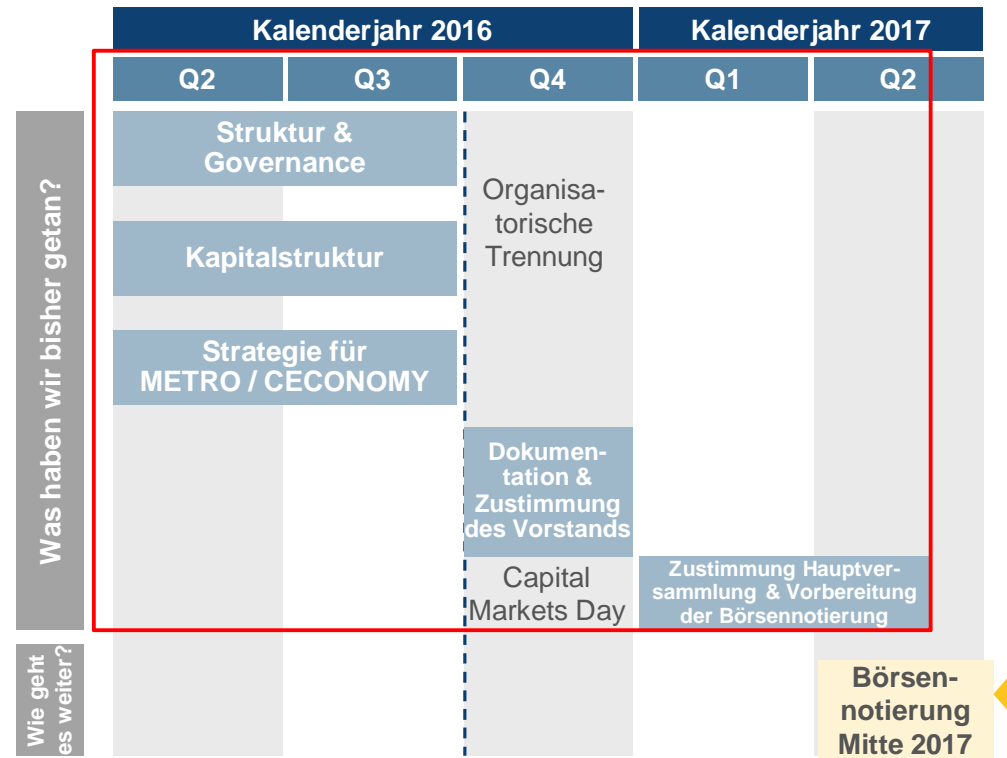 Kalenderjahr 2016
Kalenderjahr 2017
Q2
Q3
Q4
Q1
Q2
Was haben wir bisher getan?
Struktur &
Governance
Kapitalstruktur
Strategie für
METRO / CECONOMY
Organisa-
torische
Trennung
Dokumen-
tation &
Zustimmung
des Vorstands
Capital
Markets Day
Zustimmung Hauptver-
sammlung & Vorbereitung
der Börsennotierung
Wie geht
es weiter?
Börsen-
notierung
Mitte 2017